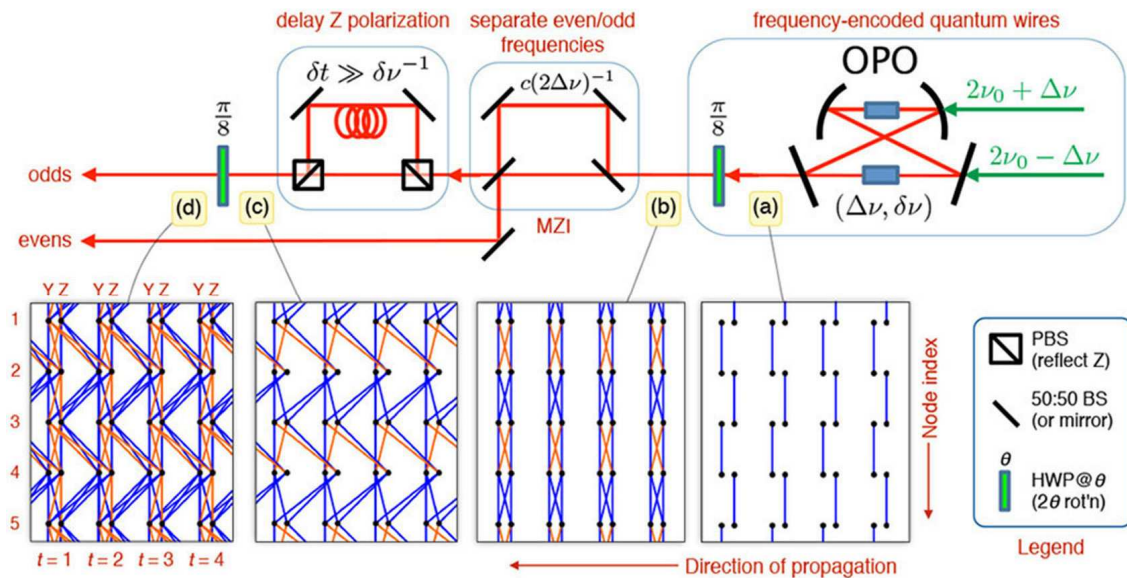 delay Z polarization
separate even/odd
frequencies
frequency-encoded quantum wires
δt ≫ δν⁻¹
c(2Δν)⁻¹
OPO
2ν₀ + Δν
2ν₀ − Δν
π/8
π/8
(Δν, δν)
odds
evens
(d)
(c)
(b)
(a)
MZI
Y Z Y Z Y Z Y Z
1
2
3
4
5
t = 1 t = 2 t = 3 t = 4
Direction of propagation
Node index
PBS
(reflect Z)
50:50 BS
(or mirror)
θ
HWP@θ
(2θ rot'n)
Legend